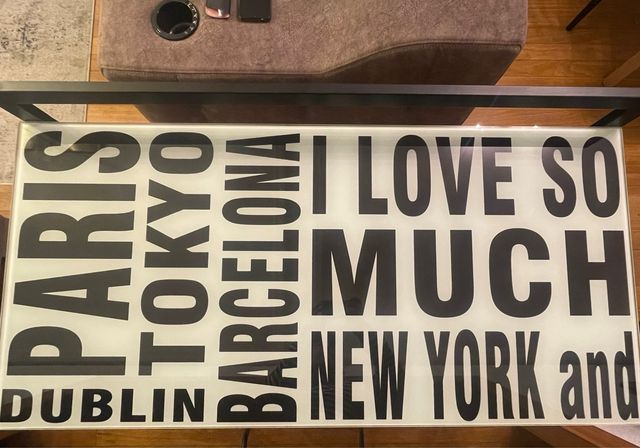 PARIS
TOKYO
BARCELONA
DUBLIN
I LOVE SO
MUCH
NEW YORK and